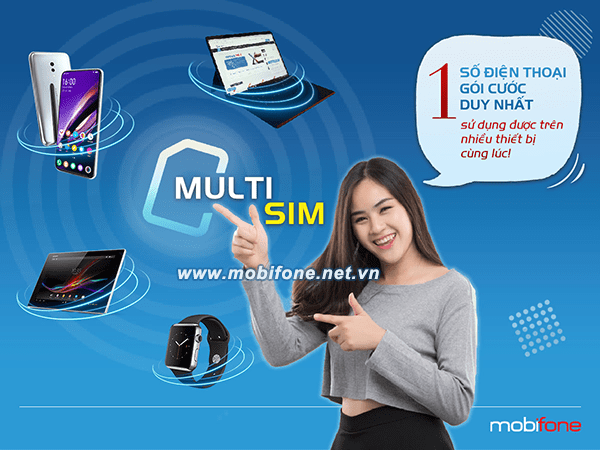 1 SỐ ĐIỆN THOẠI
GÓI CƯỚC
DUY NHẤT
sử dụng được trên
nhiều thiết bị
cùng lúc!
MULTI
SIM
www.mobifone.net.vn
mobifone